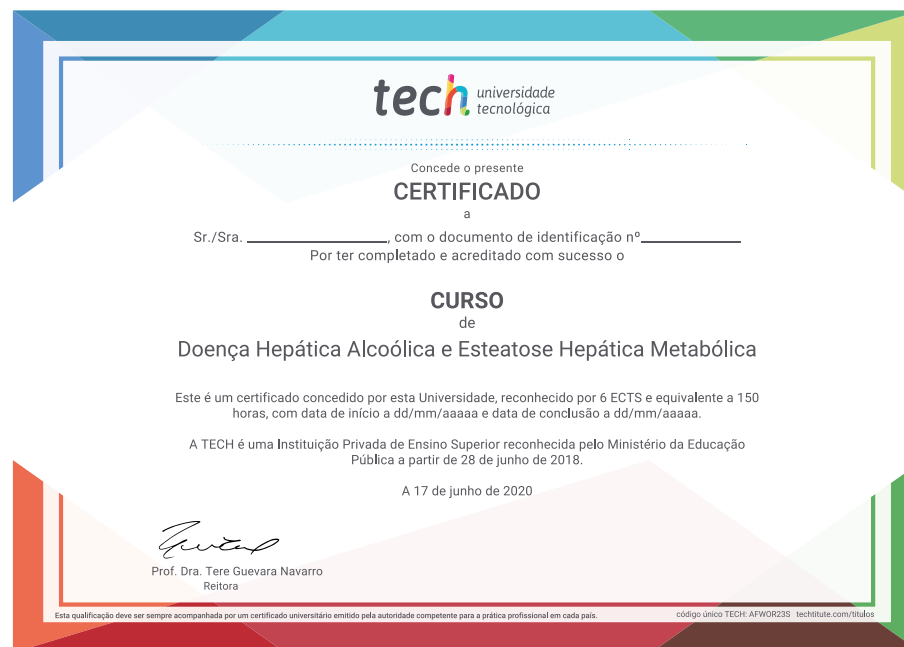 tech universidade
tecnológica
Concede o presente
CERTIFICADO
a
Sr./Sra. ________________, com o documento de identificação nº____________
Por ter completado e acreditado com sucesso o
CURSO
de
Doença Hepática Alcoólica e Esteatose Hepática Metabólica
Este é um certificado concedido por esta Universidade, reconhecido por 6 ECTS e equivalente a 150
horas, com data de início a dd/mm/aaaaa e data de conclusão a dd/mm/aaaaa.
A TECH é uma Instituição Privada de Ensino Superior reconhecida pelo Ministério da Educação
Pública a partir de 28 de junho de 2018.
A 17 de junho de 2020
Prof. Dra. Tere Guevara Navarro
Reitora
Esta qualificação deve ser sempre acompanhada por um certificado universitário emitido pela autoridade competente para a prática profissional em cada país.
código único TECH: AFWOR23S techtitute.com/titulos